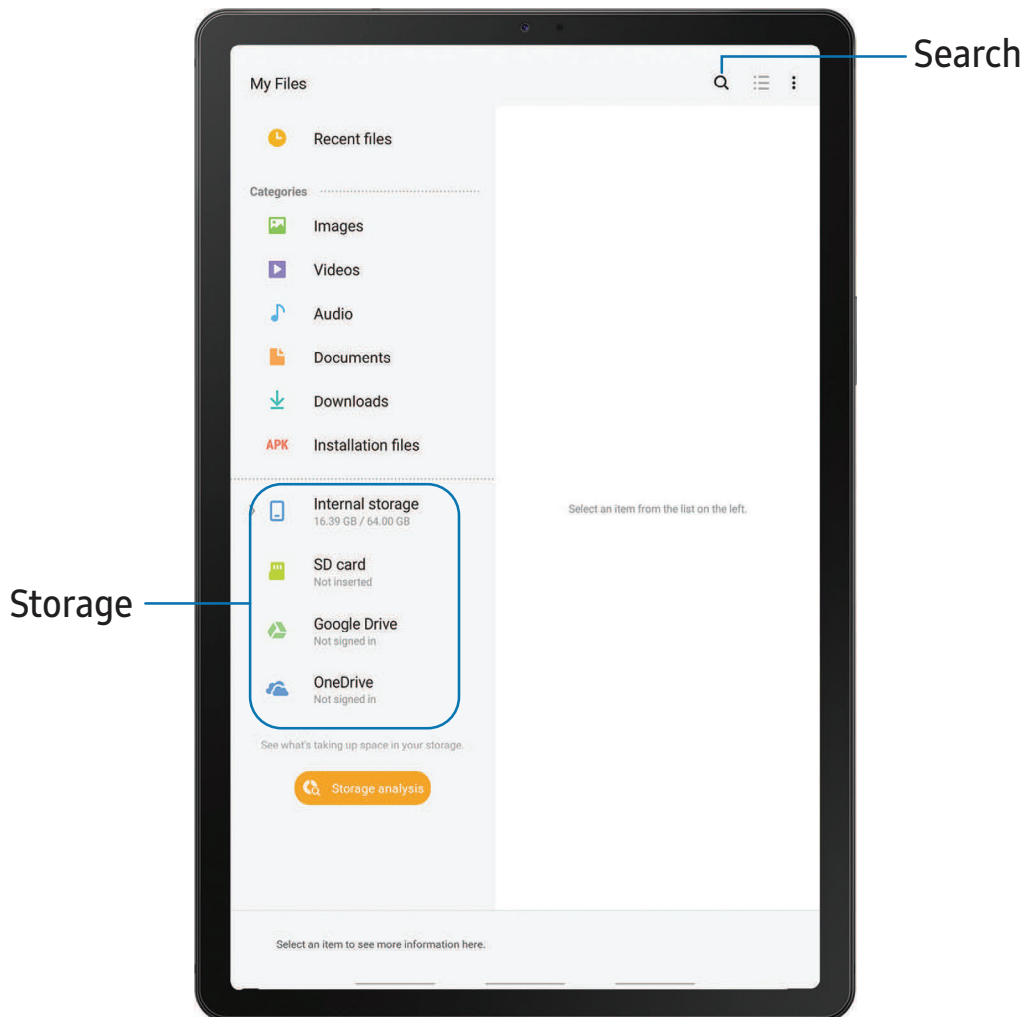 Search
My Files
Recent files
Categories
Images
Videos
Audio
Documents
Downloads
APK Installation files
Internal storage
16.39 GB / 64.00 GB
Select an item from the list on the left.
SD card
Not inserted
Storage
Google Drive
Not signed in
OneDrive
Not signed in
See what's taking up space in your storage.
Storage analysis
Select an item to see more information here.